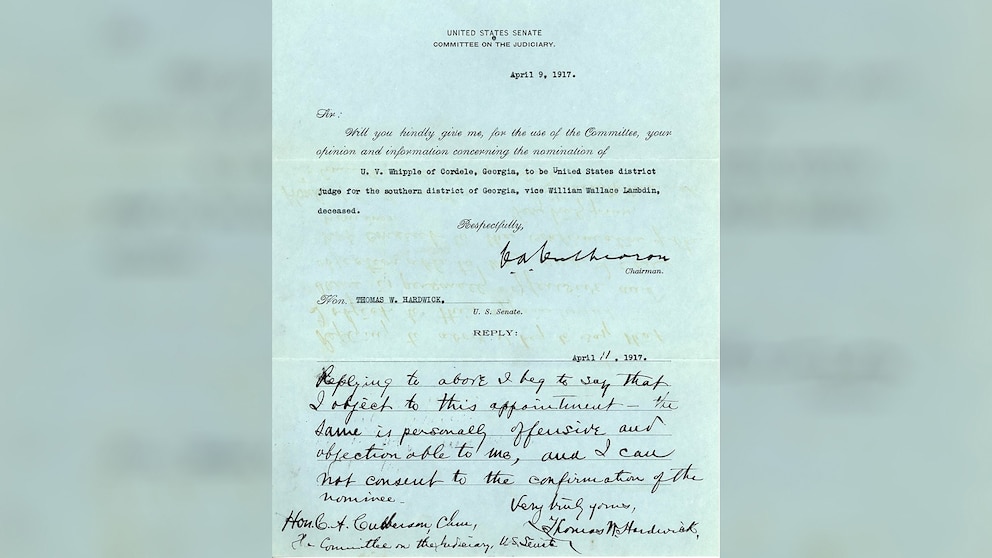 UNITED STATES SENATE
COMMITTEE ON THE JUDICIARY.
April 9, 1917.
Sir:
Will you kindly give me, for the use of the Committee, your
opinion and information concerning the nomination of
U. V. Whipple of Cordele, Georgia, to be United States district
judge for the southern district of Georgia, vice William Wallace Lambdin,
deceased.
Respectfully,
C. A. Culberson
Chairman.
Hon. THOMAS W. HARDWICK,
U. S. Senate.
REPLY:
April 11, 1917.
Replying to above I beg to say that
I object to this appointment — the
same is personally offensive and
objectionable to me, and I can
not consent to the confirmation of the
nominee.
Very truly yours,
Thomas W. Hardwick,
Hon. C. A. Culberson, Chm,
The Committee on the Judiciary, U.S. Senate